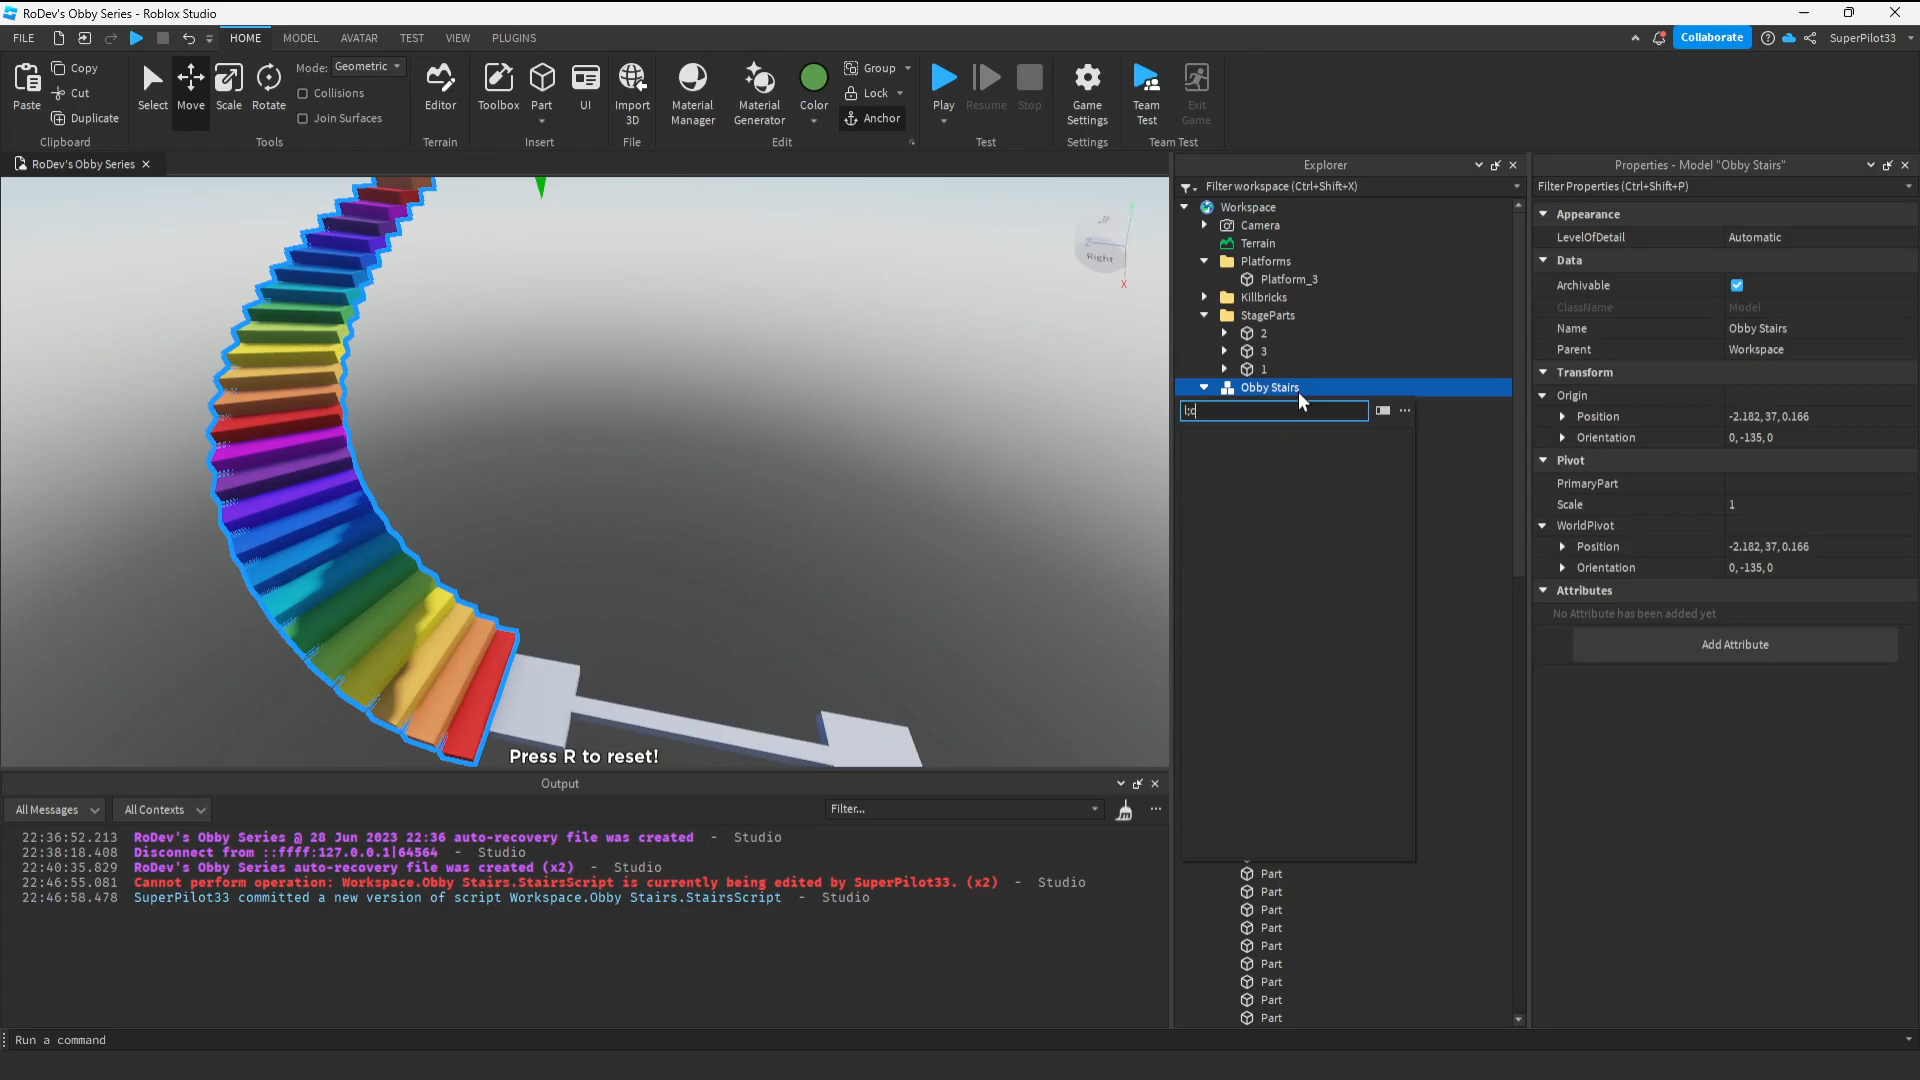 RoDev's Obby Series - Roblox Studio
FILE HOME MODEL AVATAR TEST VIEW PLUGINS Collaborate SuperPilot33
Paste Copy Cut Duplicate Clipboard
Select Move Scale Rotate Mode: Geometric Collisions Join Surfaces Tools
Editor Terrain
Toolbox Part UI Insert
Import 3D File
Material Manager Material Generator Color Group Lock Anchor Edit
Play Resume Stop Test
Game Settings Settings
Team Test Exit Game Team Test
RoDev's Obby Series
Right
Z
X
Press R to reset!
Explorer
Filter workspace (Ctrl+Shift+X)
Workspace
Camera
Terrain
Platforms
Platform_3
Killbricks
StageParts
2
3
1
Obby Stairs
l;c
Part
Part
Part
Part
Part
Part
Part
Part
Part
Properties - Model "Obby Stairs"
Filter Properties (Ctrl+Shift+P)
Appearance
LevelOfDetail Automatic
Data
Archivable
ClassName Model
Name Obby Stairs
Parent Workspace
Transform
Origin
Position -2.182, 37, 0.166
Orientation 0, -135, 0
Pivot
PrimaryPart
Scale 1
WorldPivot
Position -2.182, 37, 0.166
Orientation 0, -135, 0
Attributes
No Attribute has been added yet
Add Attribute
Output
All Messages All Contexts Filter...
22:36:52.213 RoDev's Obby Series @ 28 Jun 2023 22:36 auto-recovery file was created - Studio
22:38:18.408 Disconnect from ::ffff:127.0.0.1|64564 - Studio
22:40:35.829 RoDev's Obby Series auto-recovery file was created (x2) - Studio
22:46:55.081 Cannot perform operation: Workspace.Obby Stairs.StairsScript is currently being edited by SuperPilot33. (x2) - Studio
22:46:58.478 SuperPilot33 committed a new version of script Workspace.Obby Stairs.StairsScript - Studio
Run a command